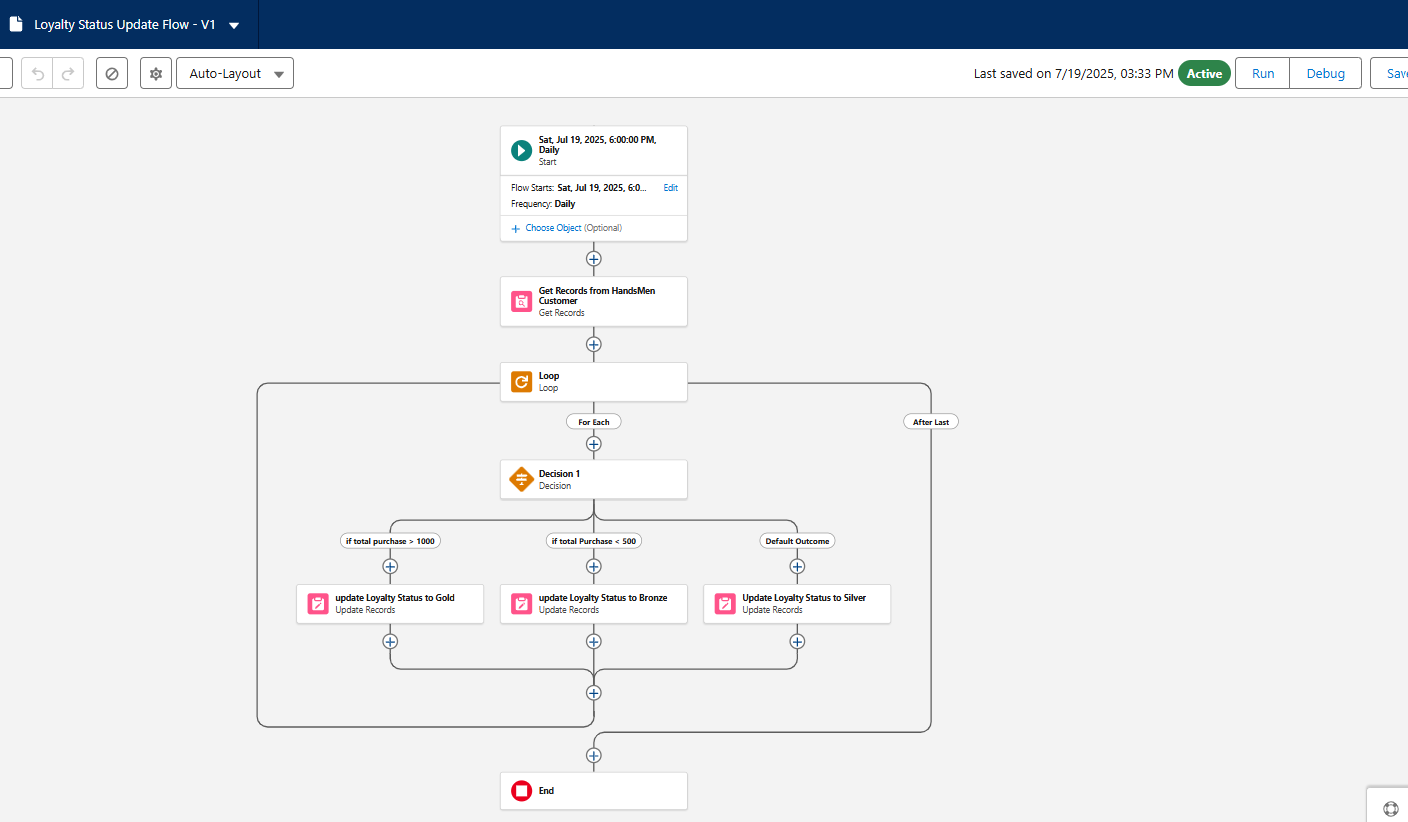 Loyalty Status Update Flow - V1
Auto-Layout
Last saved on 7/19/2025, 03:33 PM
Active
Run
Debug
Save
Sat, Jul 19, 2025, 6:00:00 PM,
Daily
Start
Flow Starts: Sat, Jul 19, 2025, 6:0...
Edit
Frequency: Daily
+ Choose Object (Optional)
Get Records from HandsMen
Customer
Get Records
Loop
Loop
For Each
After Last
Decision 1
Decision
if total purchase > 1000
if total Purchase < 500
Default Outcome
update Loyalty Status to Gold
Update Records
update Loyalty Status to Bronze
Update Records
Update Loyalty Status to Silver
Update Records
End